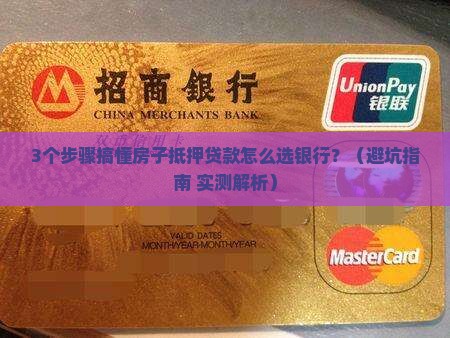 招商銀行
CHINA MERCHANTS BANK
UnionPay
银联
3个步骤搞懂房子抵押贷款怎么选银行？（避坑指
南 实测解析）
VALID DATES
MONTH/YEAR-MONTH/YEAR
MasterCard